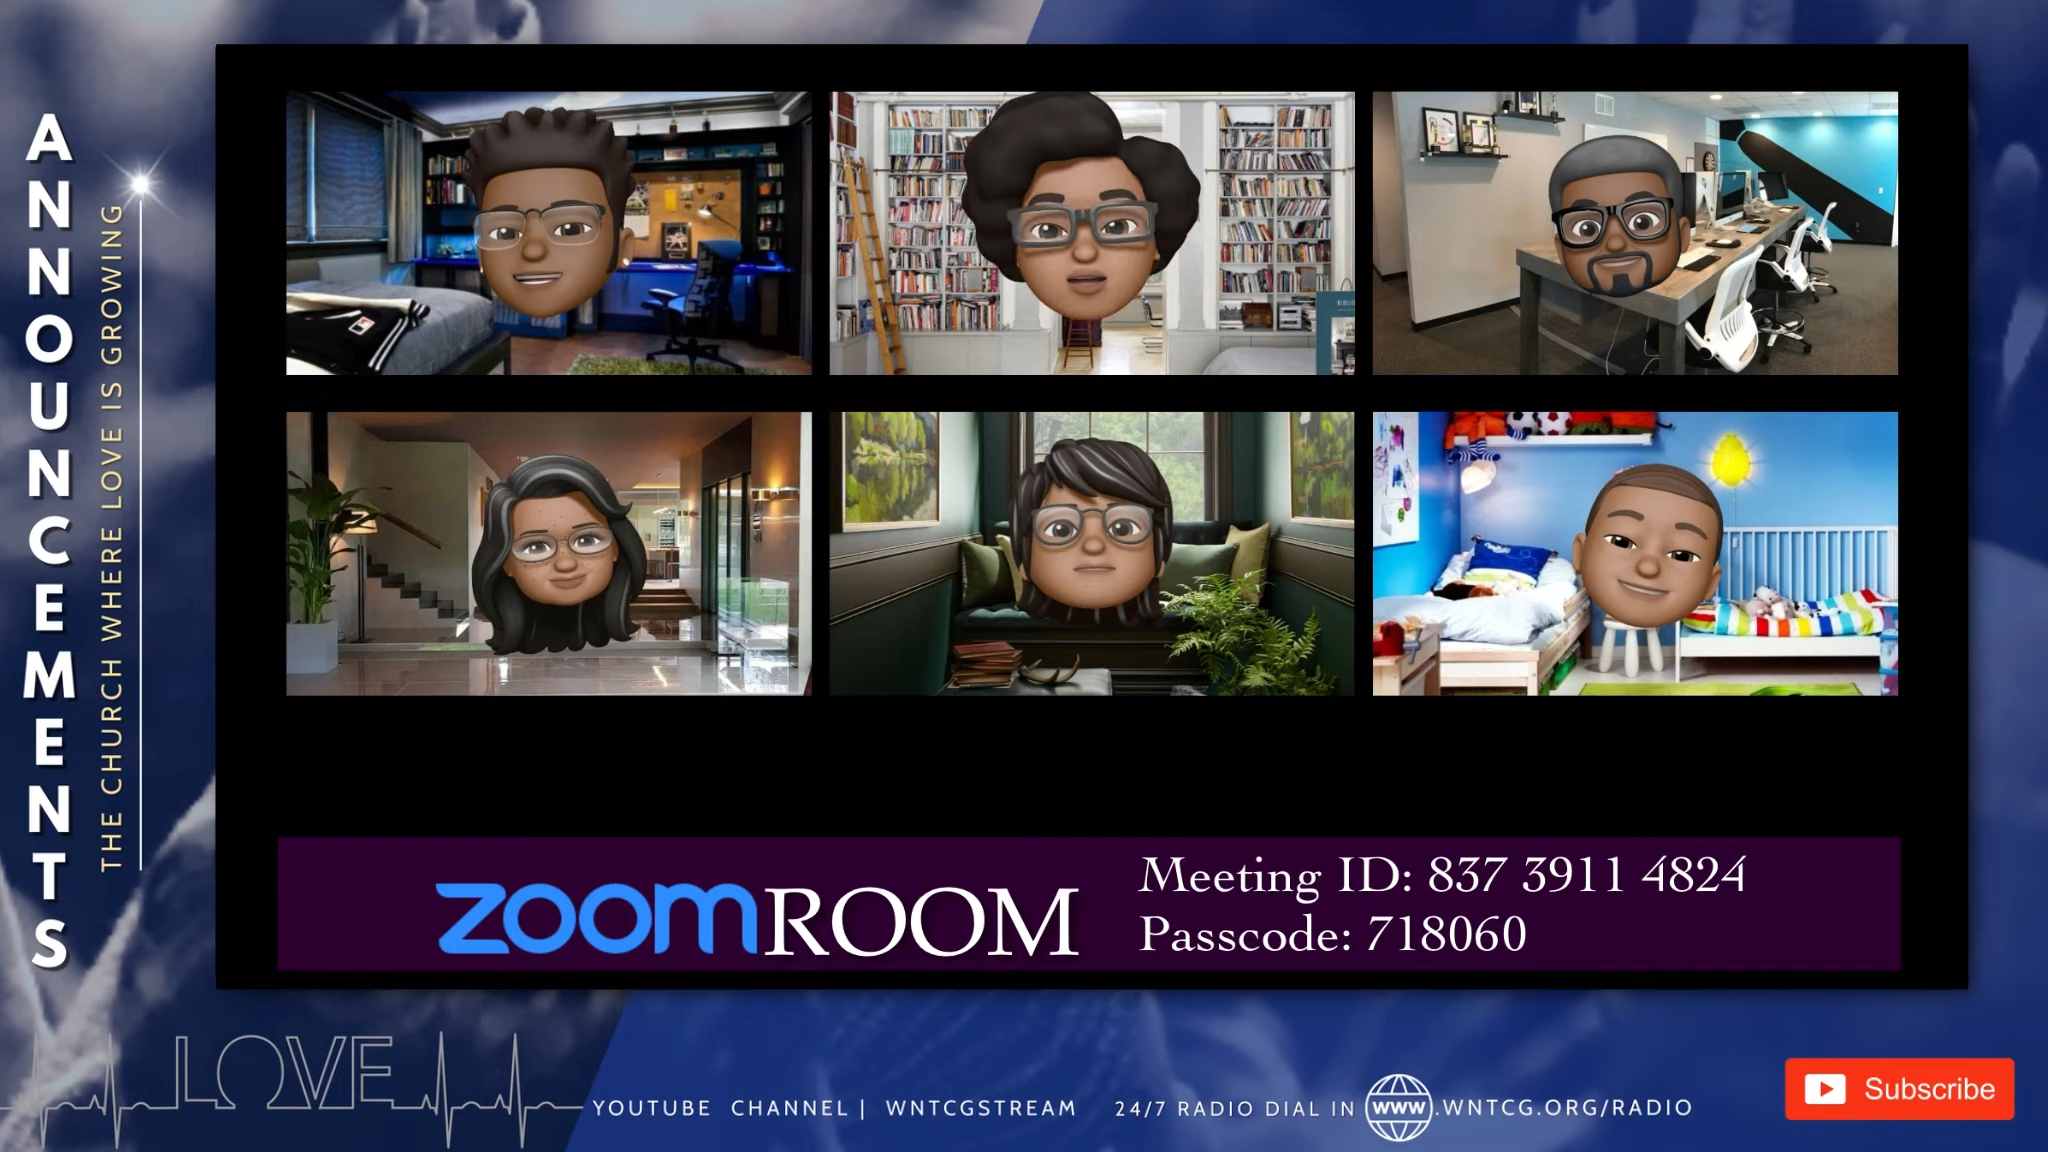 ANNOUNCEMENTS
THE CHURCH WHERE LOVE IS GROWING
zoom ROOM
Meeting ID: 837 3911 4824
Passcode: 718060
LOVE
YOUTUBE CHANNEL | WNTCGSTREAM
24/7 RADIO DIAL IN WWW.WNTCG.ORG/RADIO
Subscribe